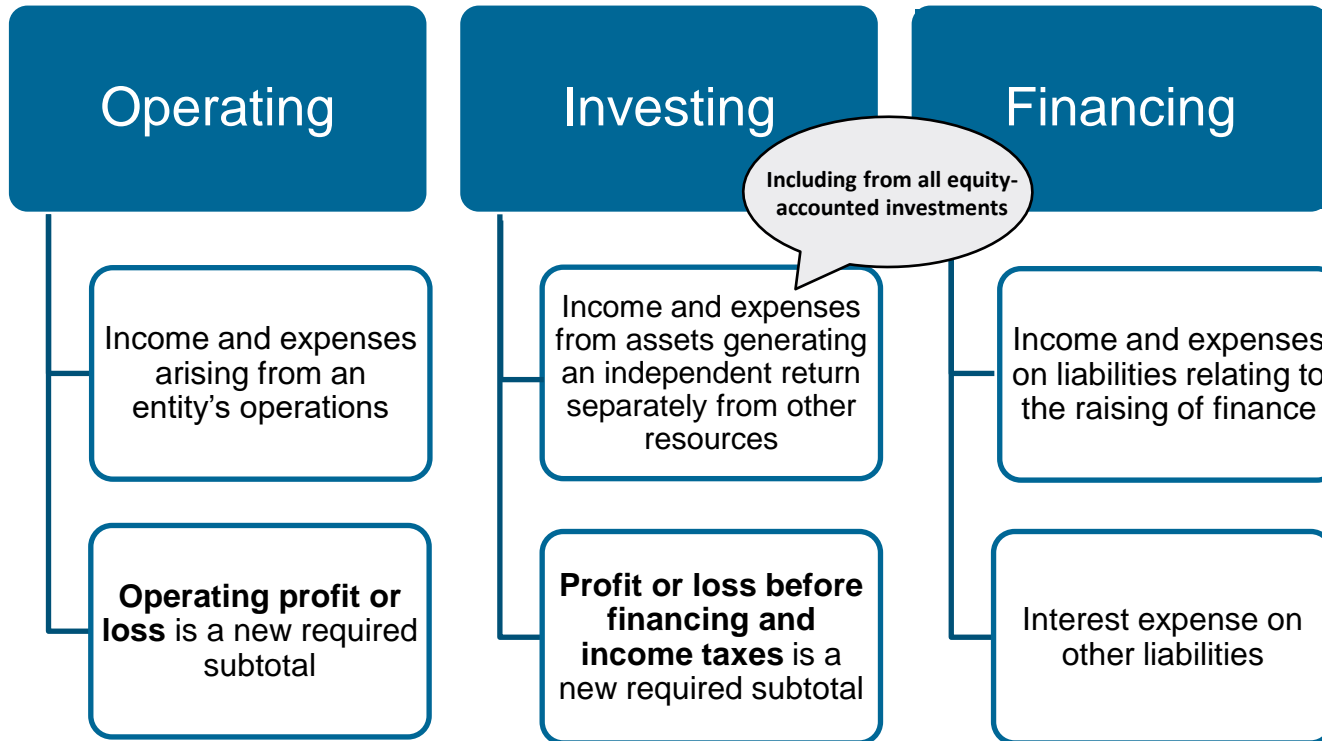 Operating
Income and expenses
arising from an
entity's operations
Operating profit or
loss is a new required
subtotal
Investing
Including from all equity-
accounted investments
Income and expenses
from assets generating
an independent return
separately from other
resources
Profit or loss before
financing and
income taxes is a
new required subtotal
Financing
Income and expenses
on liabilities relating to
the raising of finance
Interest expense on
other liabilities